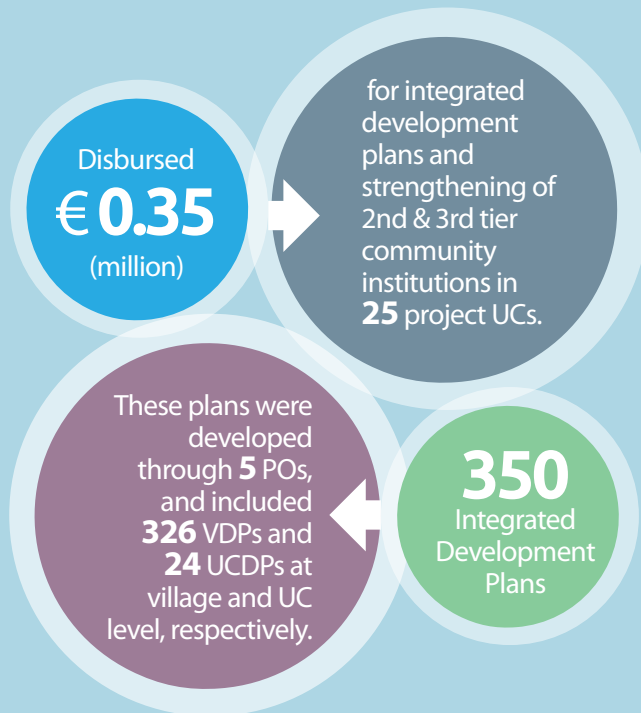 Disbursed
€ 0.35
(million)
for integrated
development
plans and
strengthening of
2nd & 3rd tier
community
institutions in
25 project UCs.
350
Integrated
Development
Plans
These plans were
developed
through 5 POs,
and included
326 VDPs and
24 UCDPs at
village and UC
level, respectively.